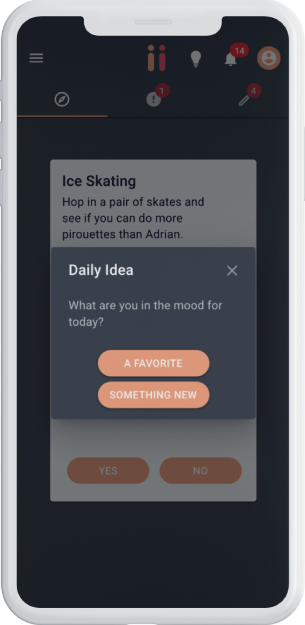 14
1
4
Ice Skating
Hop in a pair of skates and
see if you can do more
pirouettes than Adrian.
Daily Idea
What are you in the mood for
today?
A FAVORITE
SOMETHING NEW
YES
NO